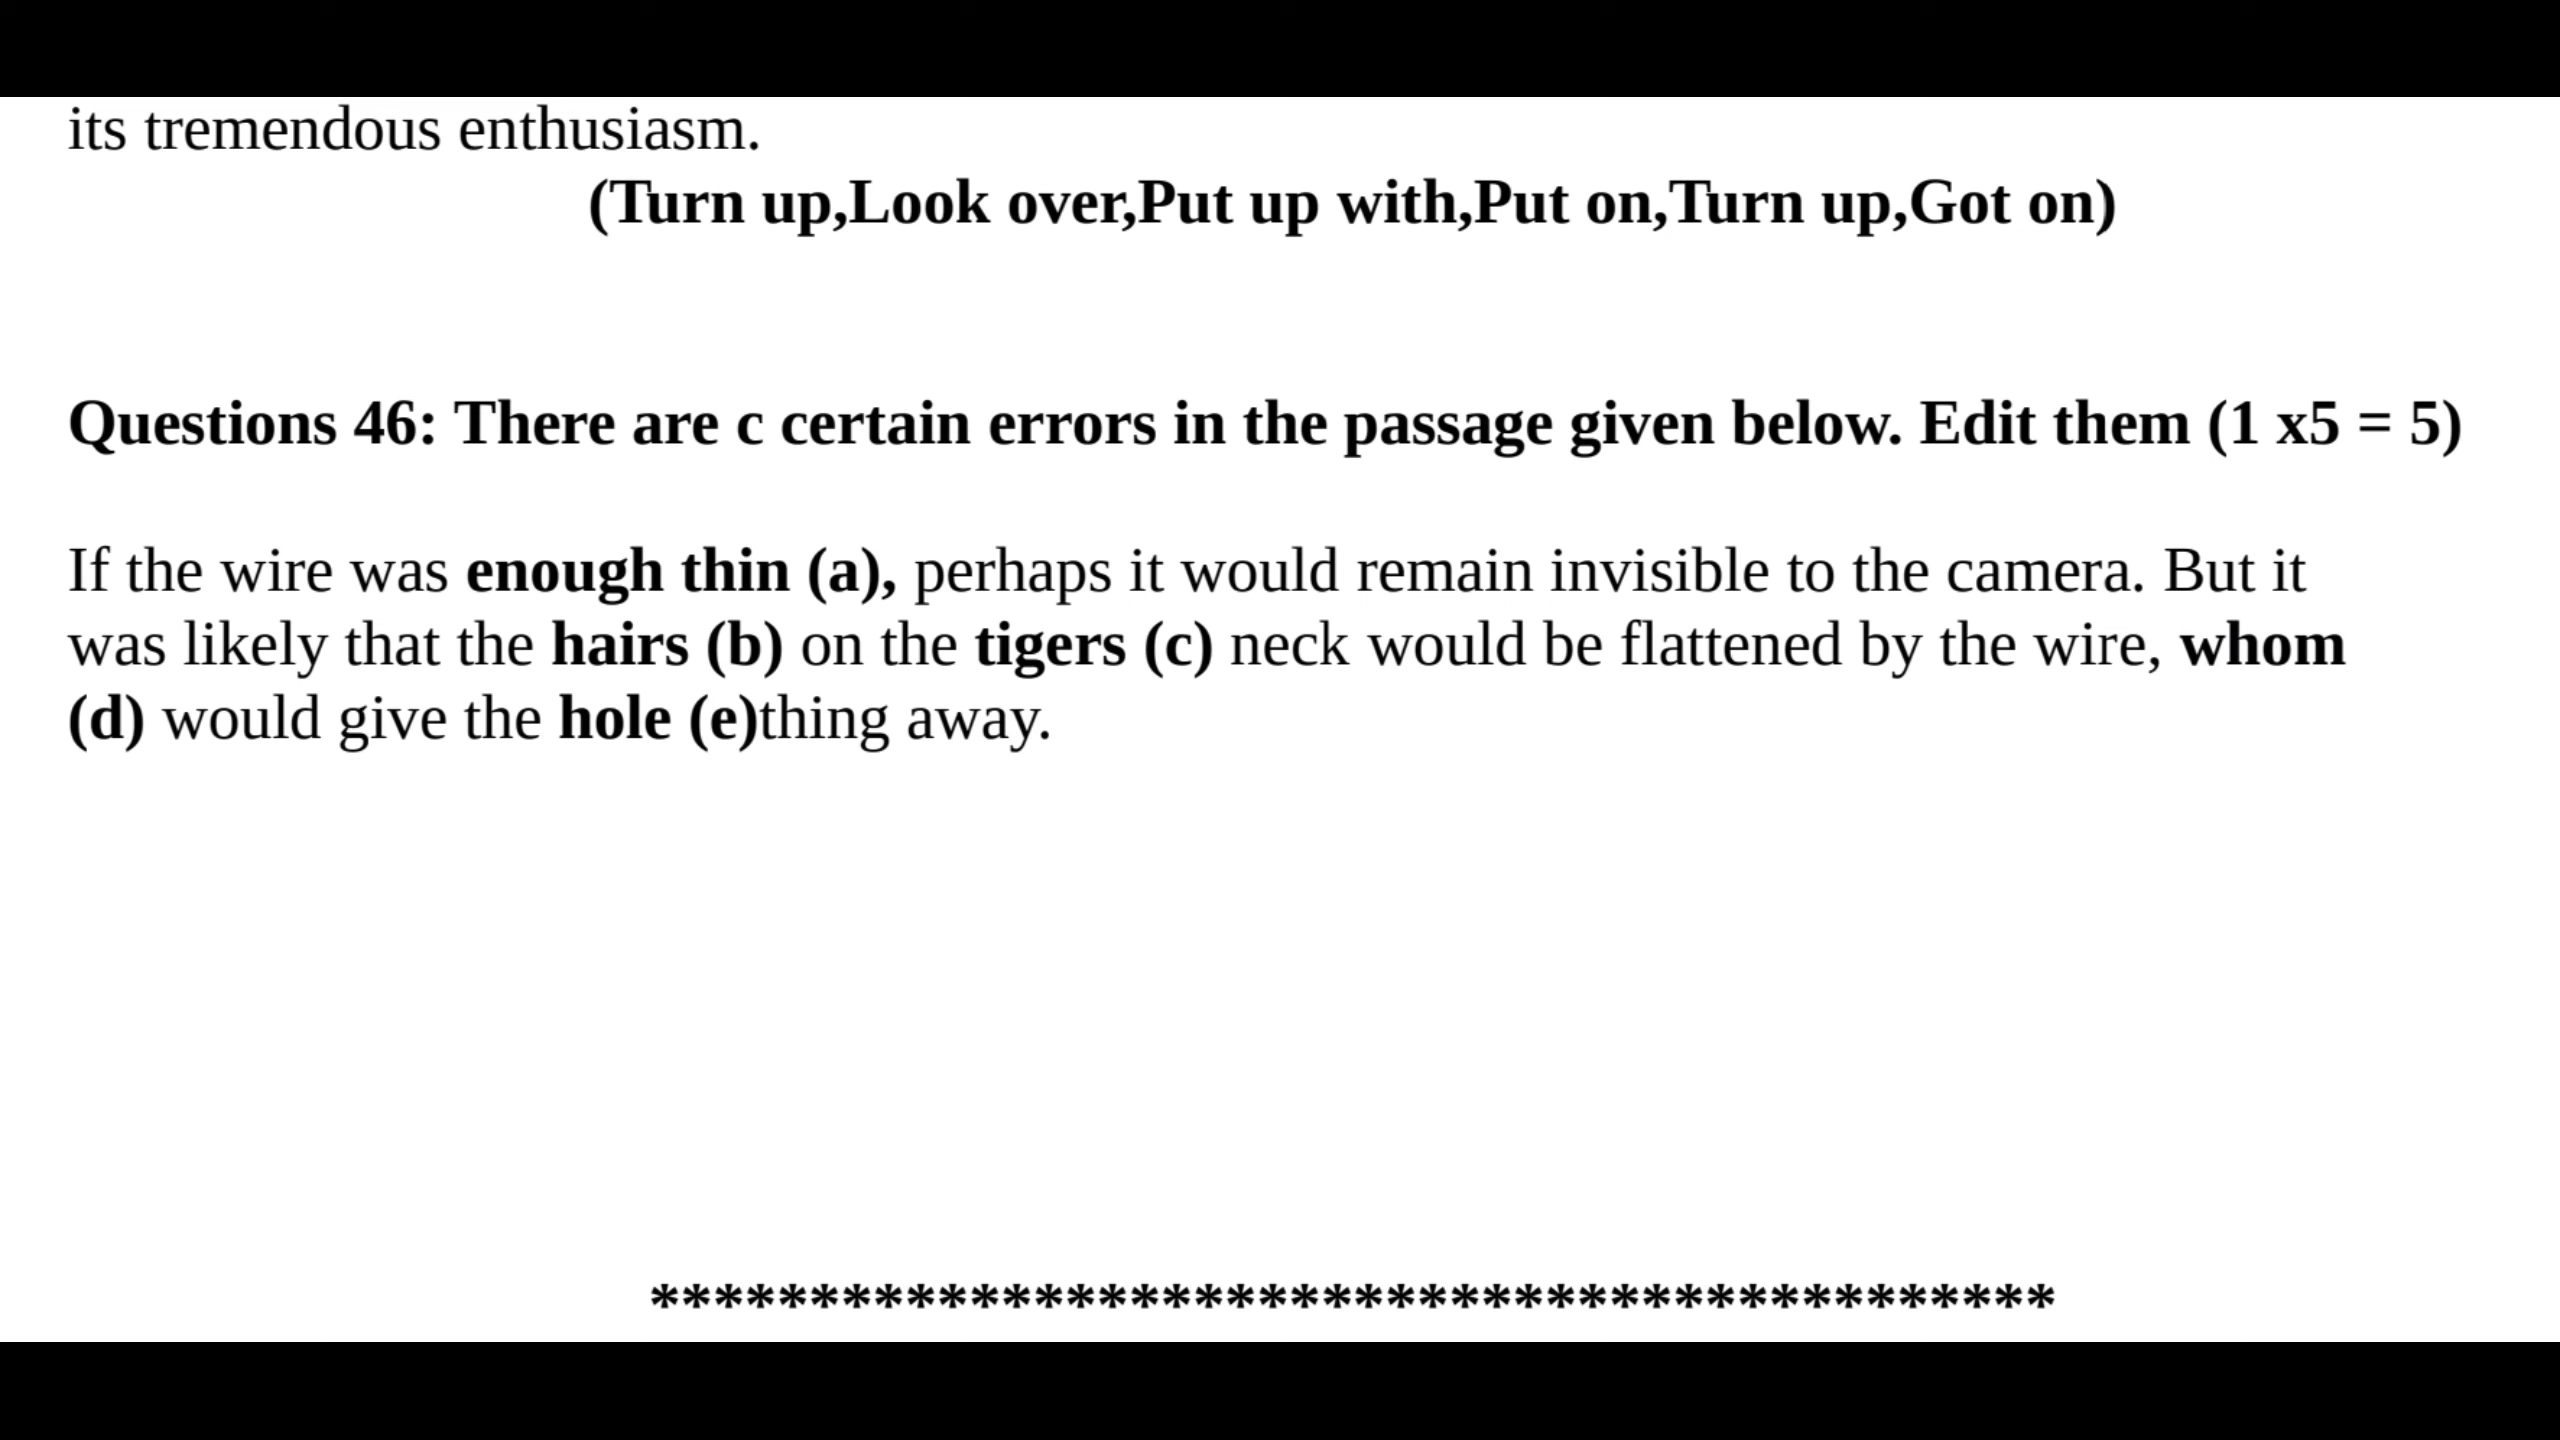 its tremendous enthusiasm.
(Turn up,Look over,Put up with,Put on,Turn up,Got on)
Questions 46: There are c certain errors in the passage given below. Edit them (1 x5 = 5)
If the wire was enough thin (a), perhaps it would remain invisible to the camera. But it
was likely that the hairs (b) on the tigers (c) neck would be flattened by the wire, whom
(d) would give the hole (e)thing away.
********************************************